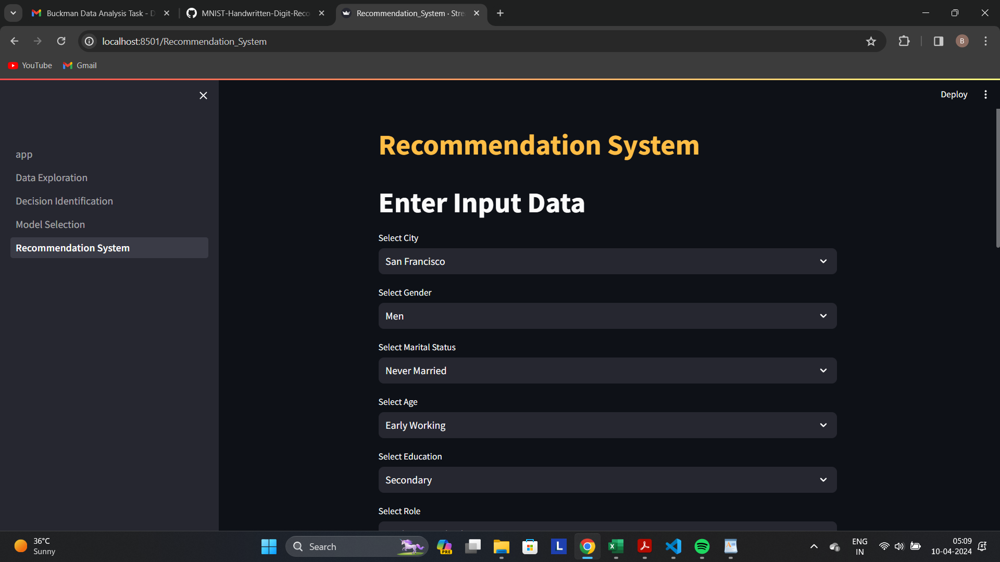 Buckman Data Analysis Task - D
MNIST-Handwritten-Digit-Reco
Recommendation_System · Stre
localhost:8501/Recommendation_System
B
YouTube
Gmail
Deploy
app
Data Exploration
Decision Identification
Model Selection
Recommendation System
Recommendation System
Enter Input Data
Select City
San Francisco
Select Gender
Men
Select Marital Status
Never Married
Select Age
Early Working
Select Education
Secondary
Select Role
36°C
Sunny
Search
PRE
L
ENG
IN
05:09
10-04-2024